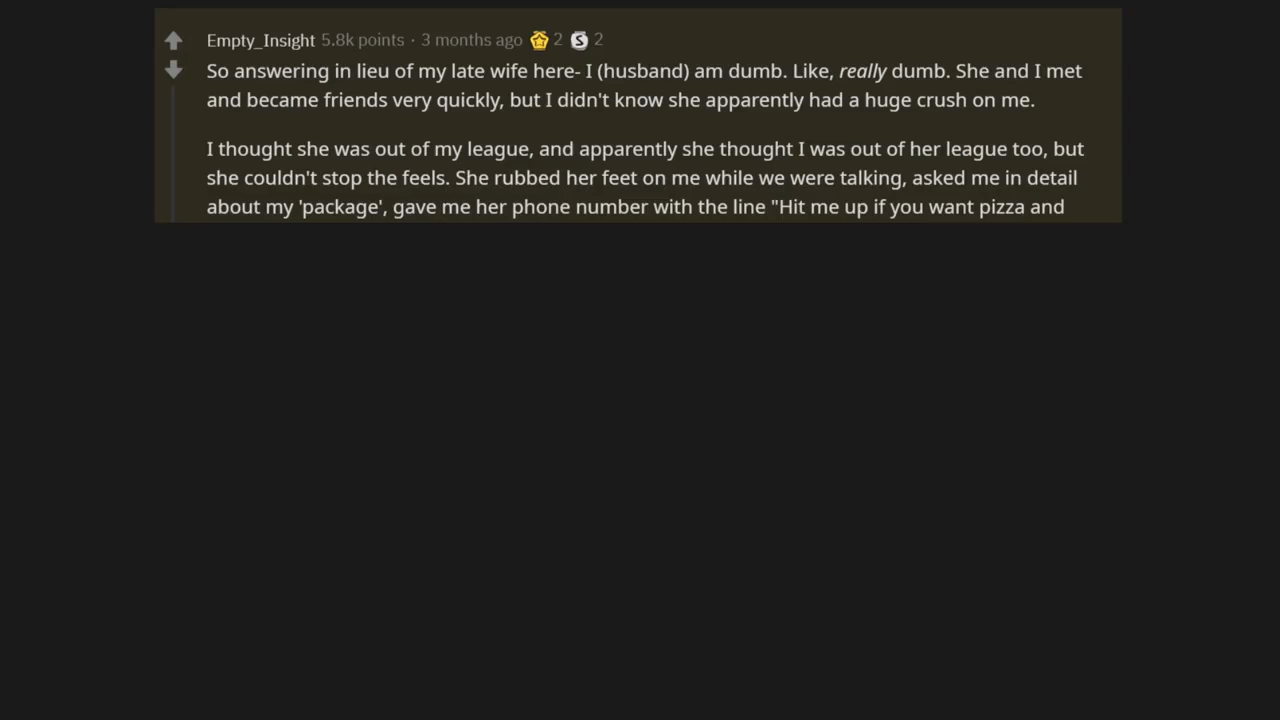 Empty_Insight 5.8k points · 3 months ago 2 S 2
So answering in lieu of my late wife here- I (husband) am dumb. Like, really dumb. She and I met
and became friends very quickly, but I didn't know she apparently had a huge crush on me.
I thought she was out of my league, and apparently she thought I was out of her league too, but
she couldn't stop the feels. She rubbed her feet on me while we were talking, asked me in detail
about my 'package', gave me her phone number with the line "Hit me up if you want pizza and